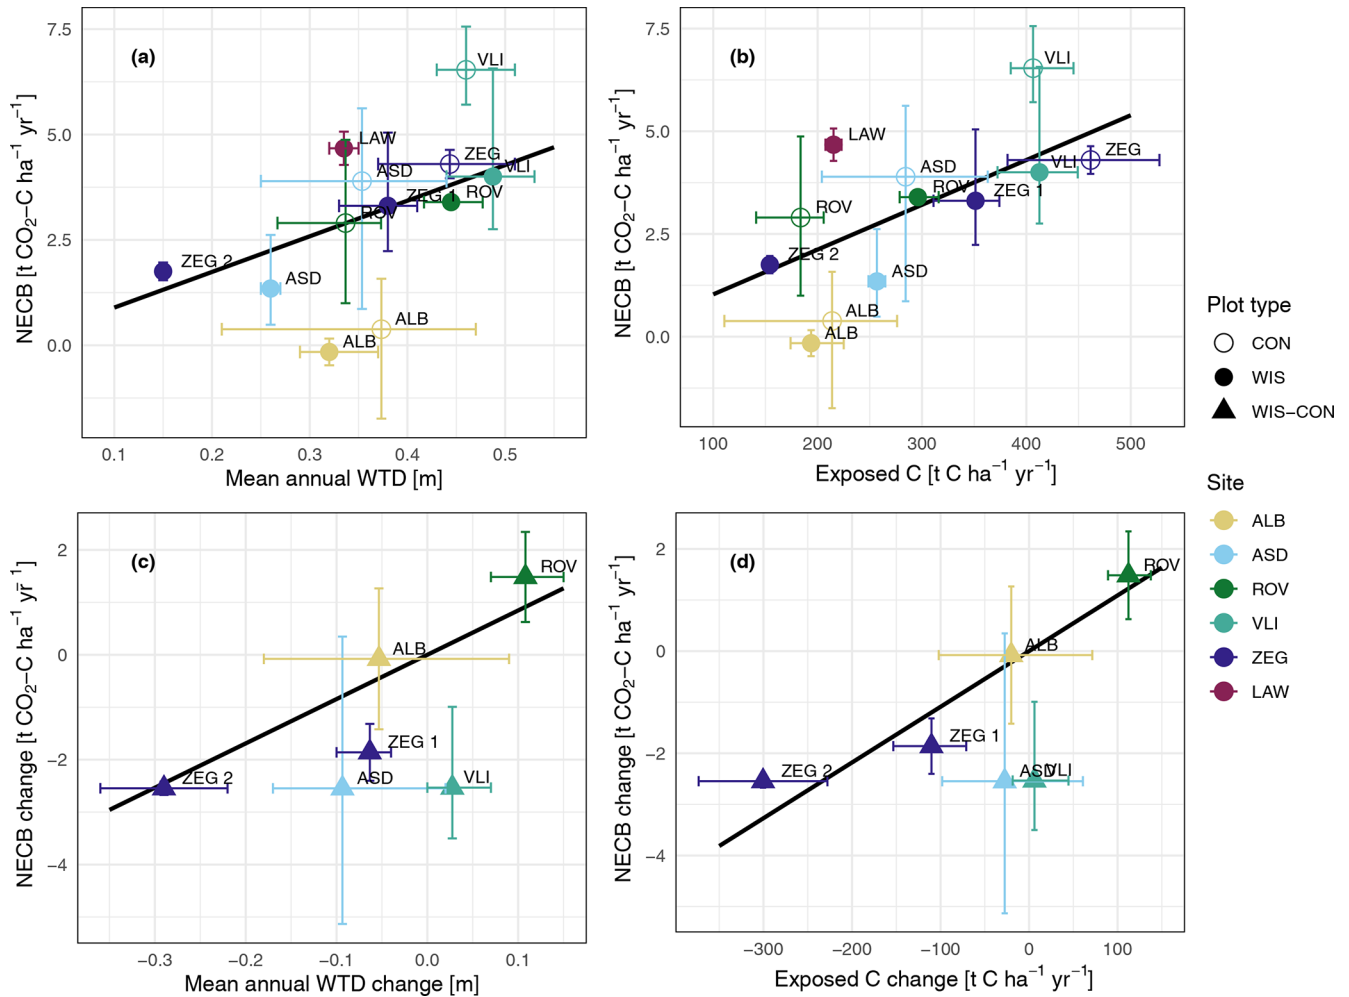 (a)
7.5
5.0
2.5
0.0
NECB [t CO₂–C ha⁻¹ yr⁻¹]
VLI
LAW
ZEG
VLI
ASD
ZEG 1
ROV
ROV
ZEG 2
ASD
ALB
ALB
0.1 0.2 0.3 0.4 0.5
Mean annual WTD [m]
(b)
7.5
5.0
2.5
0.0
NECB [t CO₂–C ha⁻¹ yr⁻¹]
VLI
LAW
ZEG
VLI
ASD
ROV
ZEG 1
ROV
ZEG 2
ASD
ALB
ALB
100 200 300 400 500
Exposed C [t C ha⁻¹ yr⁻¹]
(c)
2
0
−2
−4
NECB change [t CO₂–C ha⁻¹ yr⁻¹]
ROV
ALB
ZEG 1
ZEG 2
ASD
VLI
−0.3 −0.2 −0.1 0.0 0.1
Mean annual WTD change [m]
(d)
2
0
−2
−4
NECB change [t CO₂–C ha⁻¹ yr⁻¹]
ROV
ALB
ZEG 1
ZEG 2
ASD
VLI
−300 −200 −100 0 100
Exposed C change [t C ha⁻¹ yr⁻¹]
Plot type
CON
WIS
WIS−CON
Site
ALB
ASD
ROV
VLI
ZEG
LAW